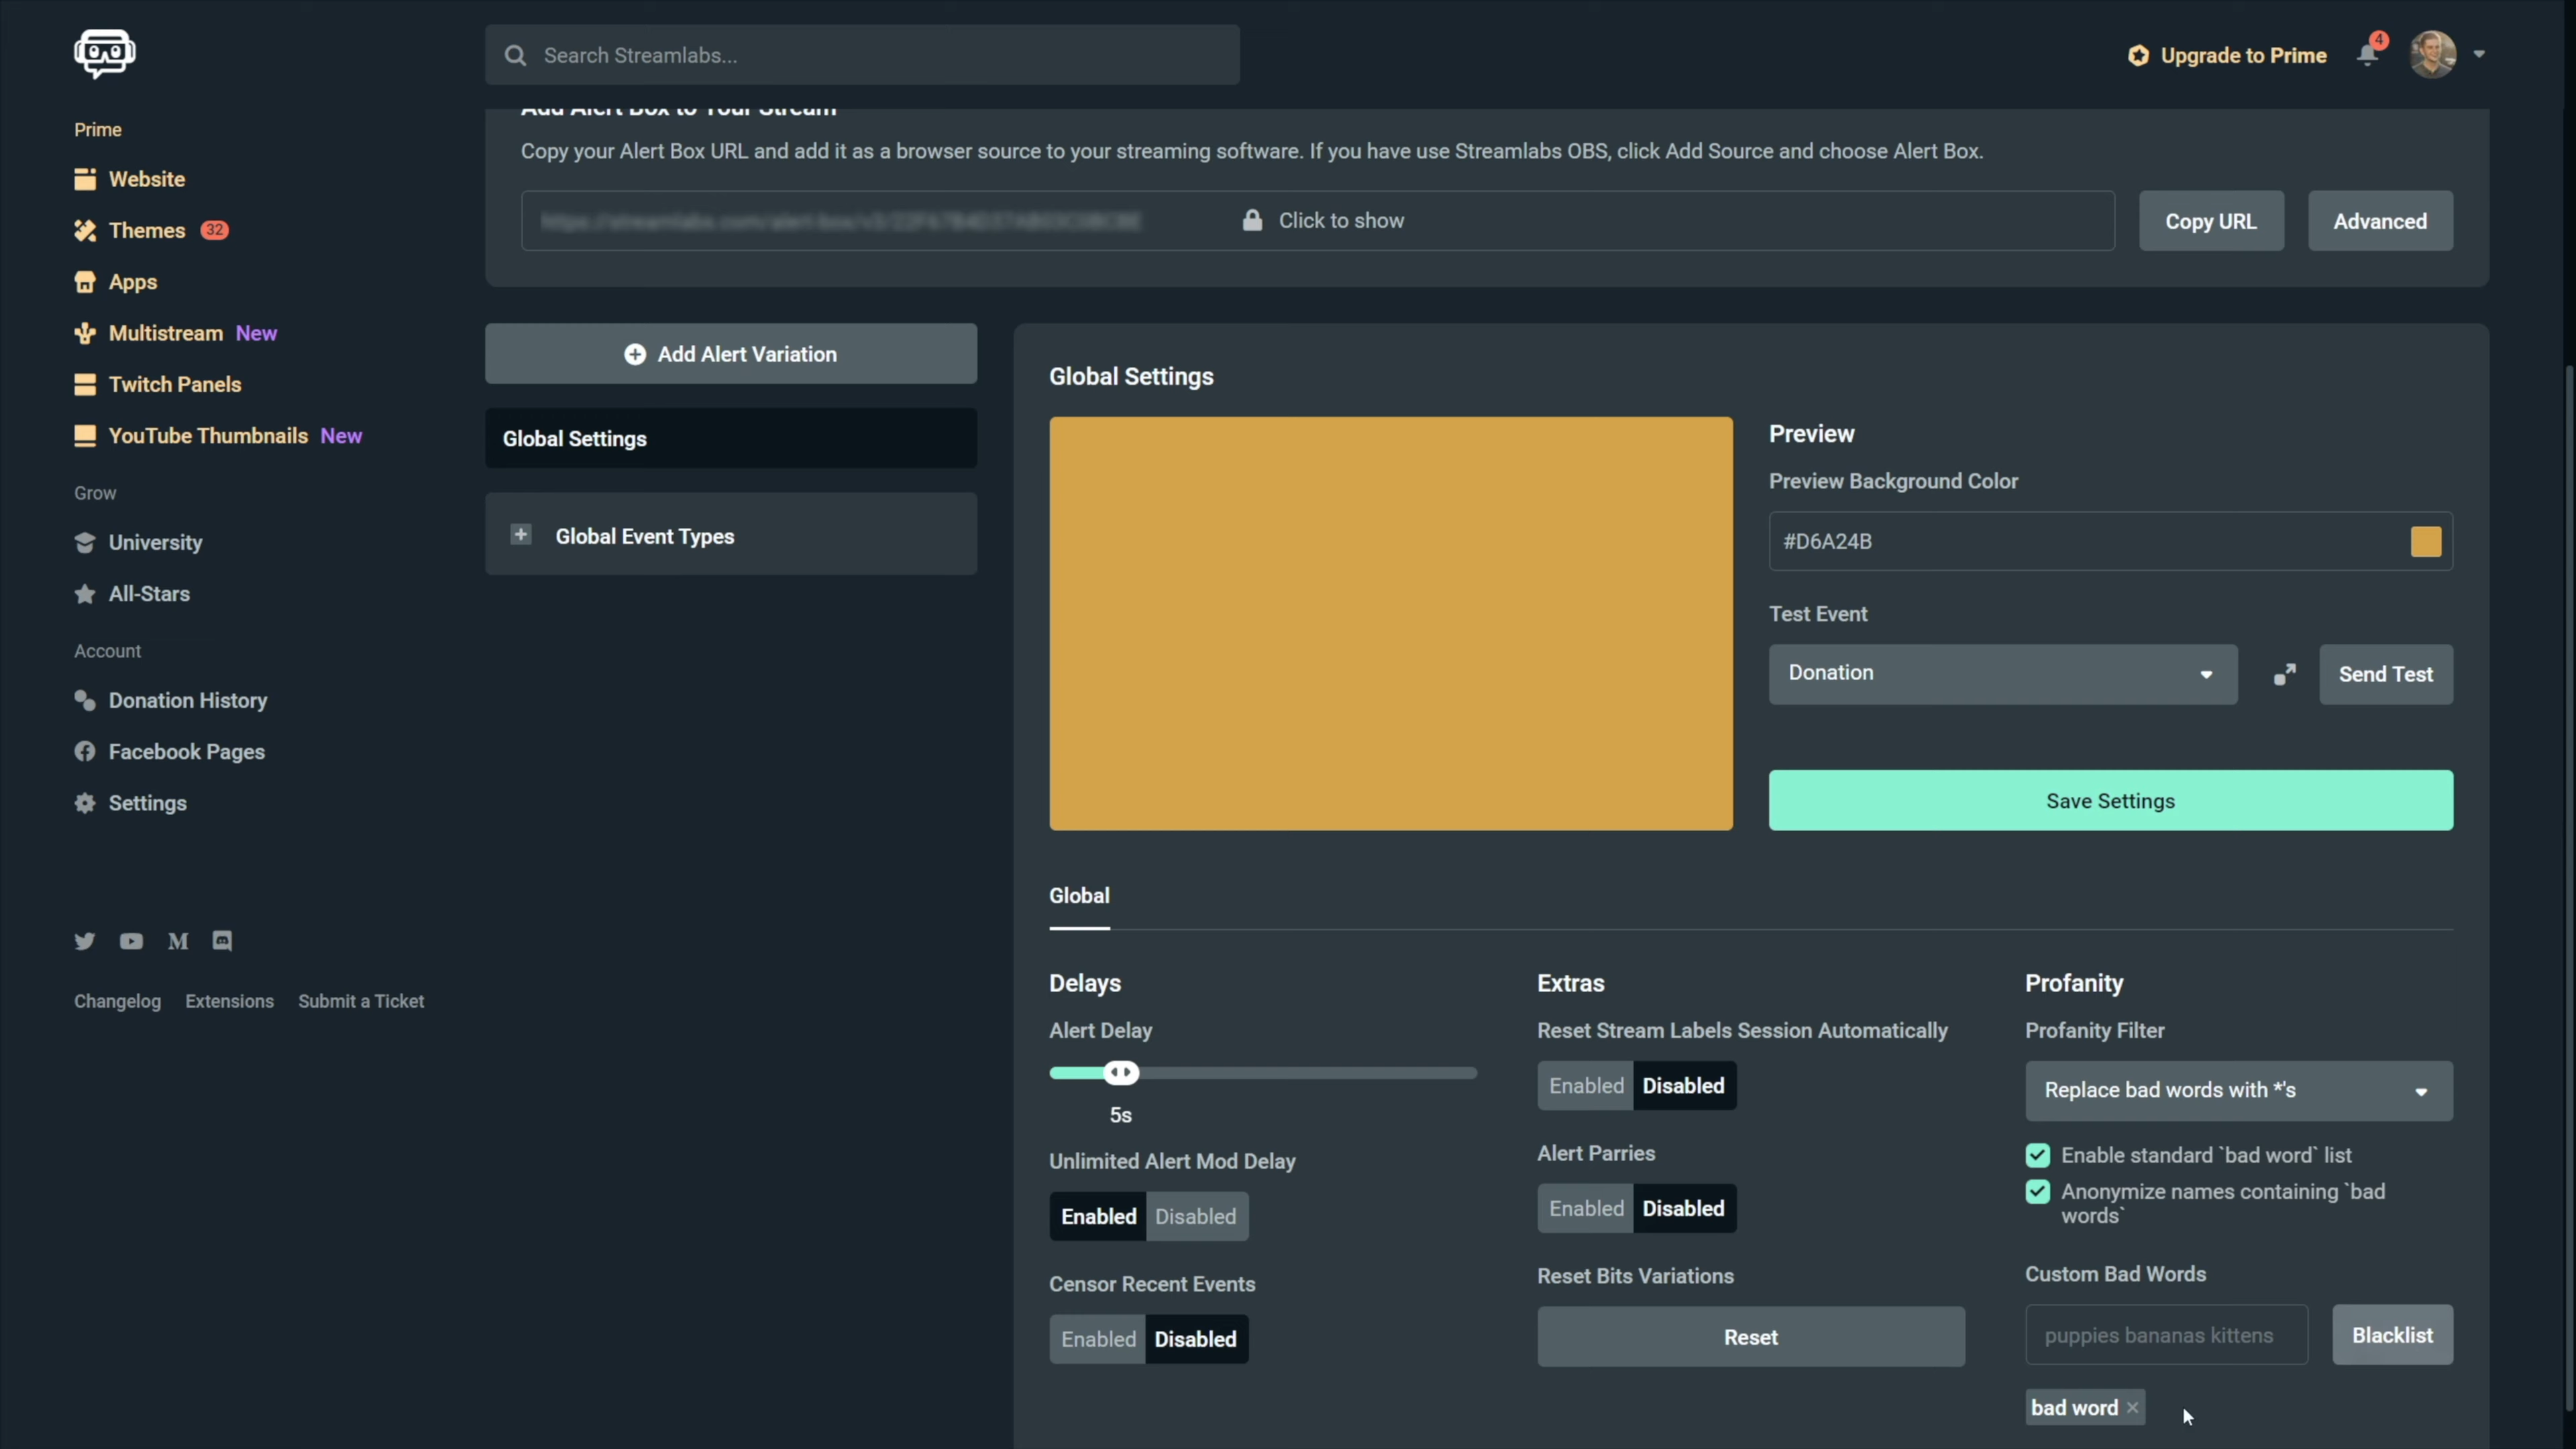 Search Streamlabs...
Upgrade to Prime
4
Prime
Website
Themes 32
Apps
Multistream New
Twitch Panels
YouTube Thumbnails New
Grow
University
All-Stars
Account
Donation History
Facebook Pages
Settings
Changelog Extensions Submit a Ticket
Add Alert Box to Your Stream
Copy your Alert Box URL and add it as a browser source to your streaming software. If you have use Streamlabs OBS, click Add Source and choose Alert Box.
Click to show
Copy URL
Advanced
Add Alert Variation
Global Settings
Global Event Types
Global Settings
Preview
Preview Background Color
#D6A24B
Test Event
Donation
Send Test
Save Settings
Global
Delays
Alert Delay
5s
Unlimited Alert Mod Delay
Enabled Disabled
Censor Recent Events
Enabled Disabled
Extras
Reset Stream Labels Session Automatically
Enabled Disabled
Alert Parries
Enabled Disabled
Reset Bits Variations
Reset
Profanity
Profanity Filter
Replace bad words with *'s
Enable standard `bad word` list
Anonymize names containing `bad
words`
Custom Bad Words
puppies bananas kittens
Blacklist
bad word ×